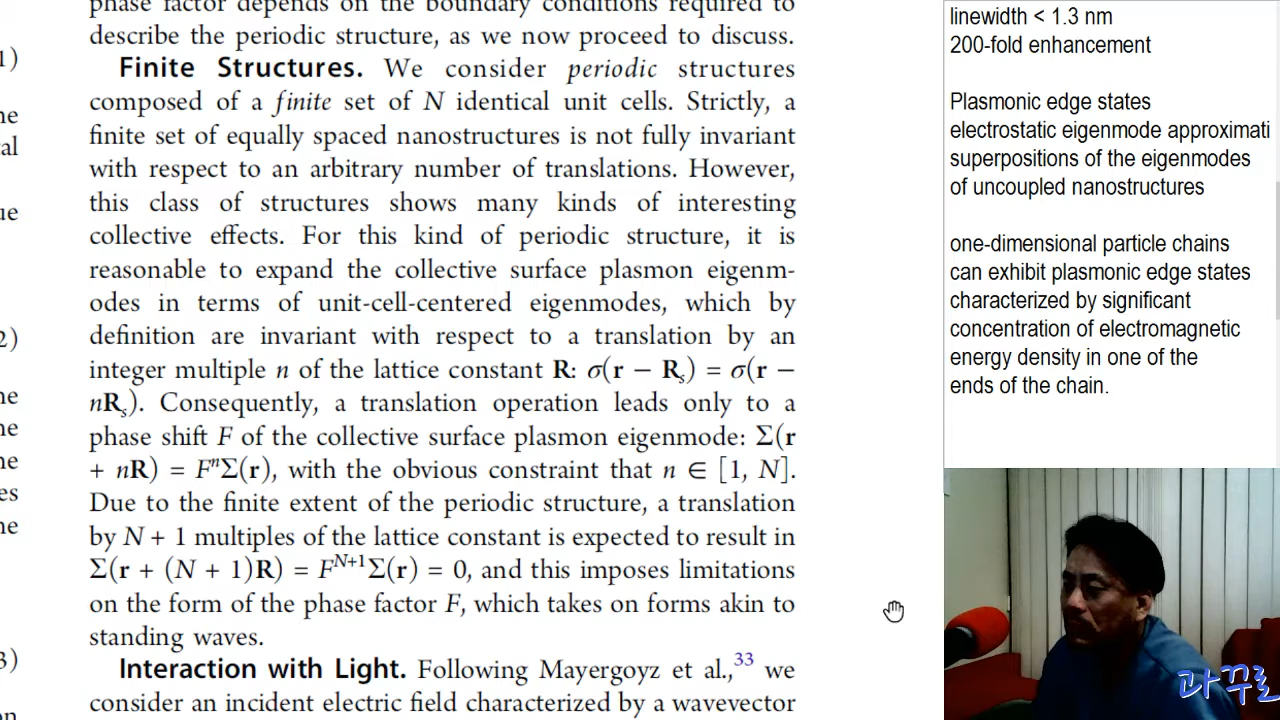 phase factor depends on the boundary conditions required to
describe the periodic structure, as we now proceed to discuss.
Finite Structures. We consider periodic structures
composed of a finite set of N identical unit cells. Strictly, a
finite set of equally spaced nanostructures is not fully invariant
with respect to an arbitrary number of translations. However,
this class of structures shows many kinds of interesting
collective effects. For this kind of periodic structure, it is
reasonable to expand the collective surface plasmon eigenm-
odes in terms of unit-cell-centered eigenmodes, which by
definition are invariant with respect to a translation by an
integer multiple n of the lattice constant R: σ(r − Rₛ) = σ(r −
nRₛ). Consequently, a translation operation leads only to a
phase shift F of the collective surface plasmon eigenmode: Σ(r
+ nR) = FⁿΣ(r), with the obvious constraint that n ∈ [1, N].
Due to the finite extent of the periodic structure, a translation
by N + 1 multiples of the lattice constant is expected to result in
Σ(r + (N + 1)R) = Fᴺ⁺¹Σ(r) = 0, and this imposes limitations
on the form of the phase factor F, which takes on forms akin to
standing waves.
Interaction with Light. Following Mayergoyz et al.,³³ we
consider an incident electric field characterized by a wavevector
linewidth < 1.3 nm
200-fold enhancement
Plasmonic edge states
electrostatic eigenmode approximati
superpositions of the eigenmodes
of uncoupled nanostructures
one-dimensional particle chains
can exhibit plasmonic edge states
characterized by significant
concentration of electromagnetic
energy density in one of the
ends of the chain.
과꾸로